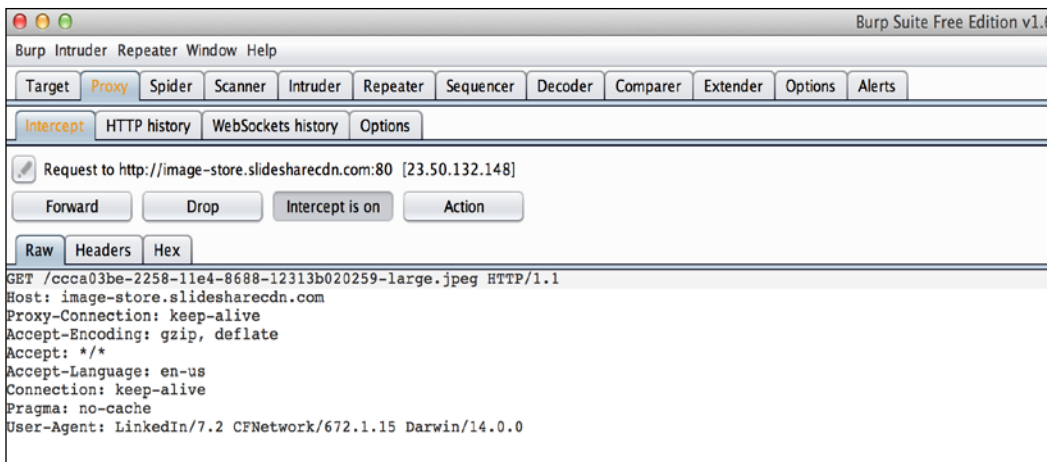 Burp Suite Free Edition v1.6
Burp Intruder Repeater Window Help
Target Proxy Spider Scanner Intruder Repeater Sequencer Decoder Comparer Extender Options Alerts
Intercept HTTP history WebSockets history Options
Request to http://image-store.slidesharecdn.com:80 [23.50.132.148]
Forward Drop Intercept is on Action
Raw Headers Hex
GET /ccca03be-2258-11e4-8688-12313b020259-large.jpeg HTTP/1.1
Host: image-store.slidesharecdn.com
Proxy-Connection: keep-alive
Accept-Encoding: gzip, deflate
Accept: */*
Accept-Language: en-us
Connection: keep-alive
Pragma: no-cache
User-Agent: LinkedIn/7.2 CFNetwork/672.1.15 Darwin/14.0.0